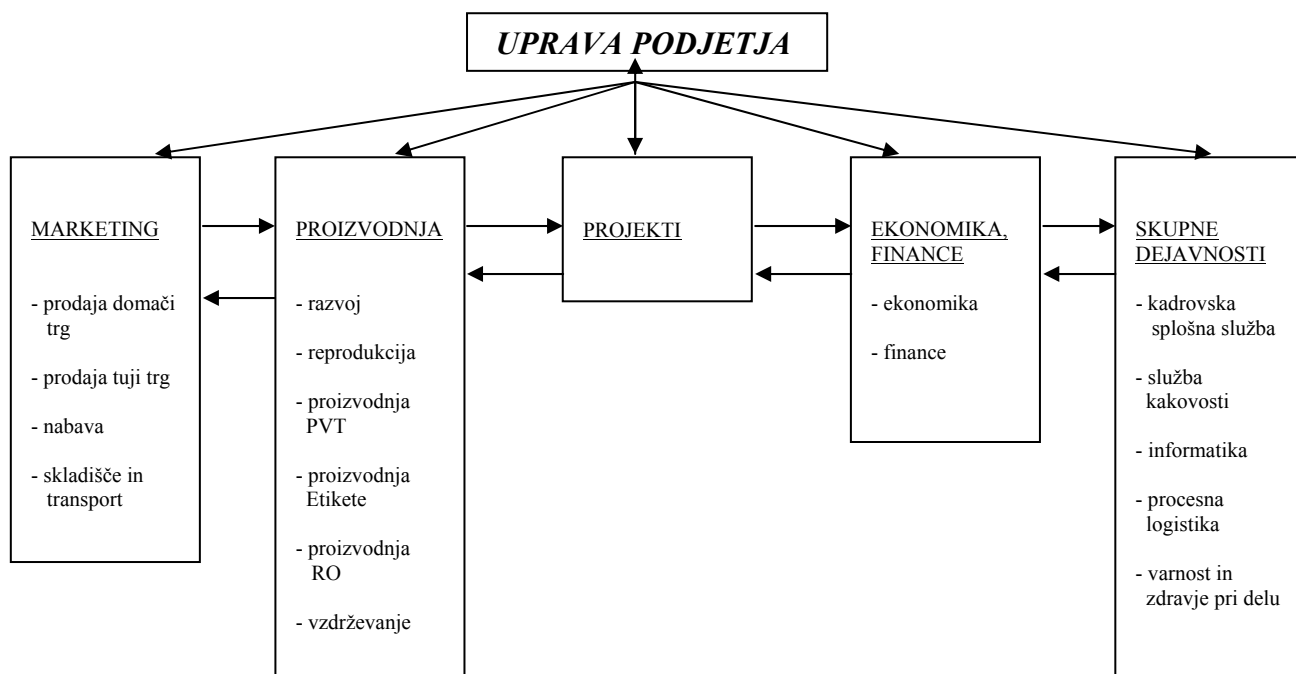 UPRAVA PODJETJA
MARKETING
- prodaja domači
trg
- prodaja tuji trg
- nabava
- skladišče in
transport
PROIZVODNJA
- razvoj
- reprodukcija
- proizvodnja
PVT
- proizvodnja
Etikete
- proizvodnja
RO
- vzdrževanje
PROJEKTI
EKONOMIKA,
FINANCE
- ekonomika
- finance
SKUPNE
DEJAVNOSTI
- kadrovska
splošna služba
- služba
kakovosti
- informatika
- procesna
logistika
- varnost in
zdravje pri delu